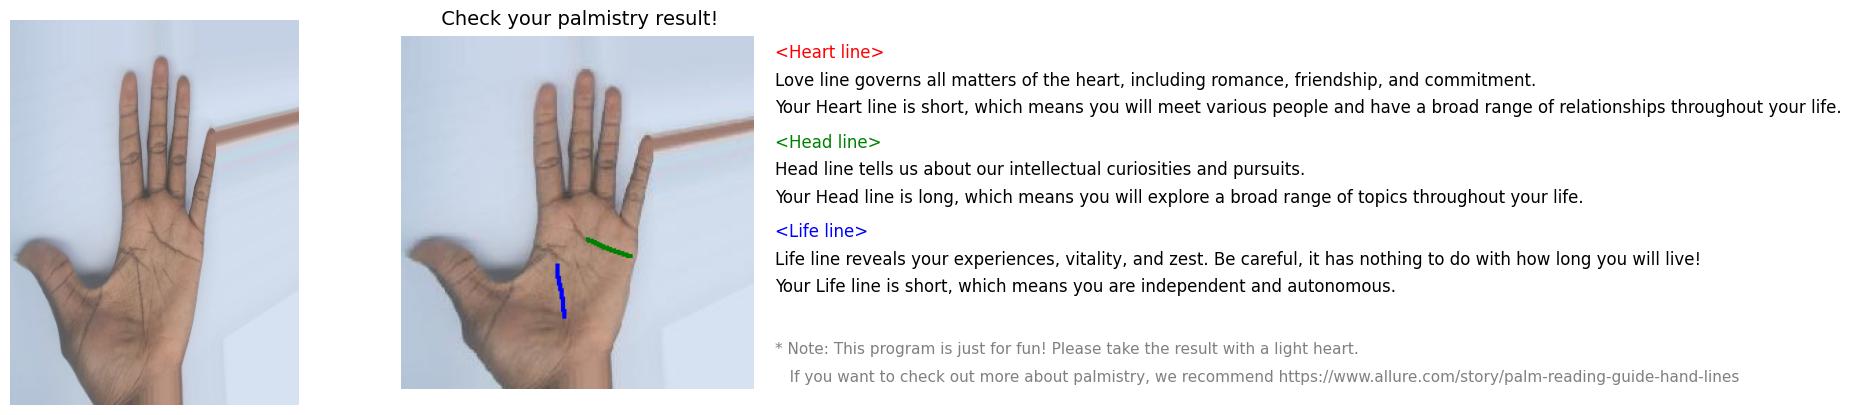 Check your palmistry result!
<Heart line>
Love line governs all matters of the heart, including romance, friendship, and commitment.
Your Heart line is short, which means you will meet various people and have a broad range of relationships throughout your life.
<Head line>
Head line tells us about our intellectual curiosities and pursuits.
Your Head line is long, which means you will explore a broad range of topics throughout your life.
<Life line>
Life line reveals your experiences, vitality, and zest. Be careful, it has nothing to do with how long you will live!
Your Life line is short, which means you are independent and autonomous.
* Note: This program is just for fun! Please take the result with a light heart.
If you want to check out more about palmistry, we recommend https://www.allure.com/story/palm-reading-guide-hand-lines